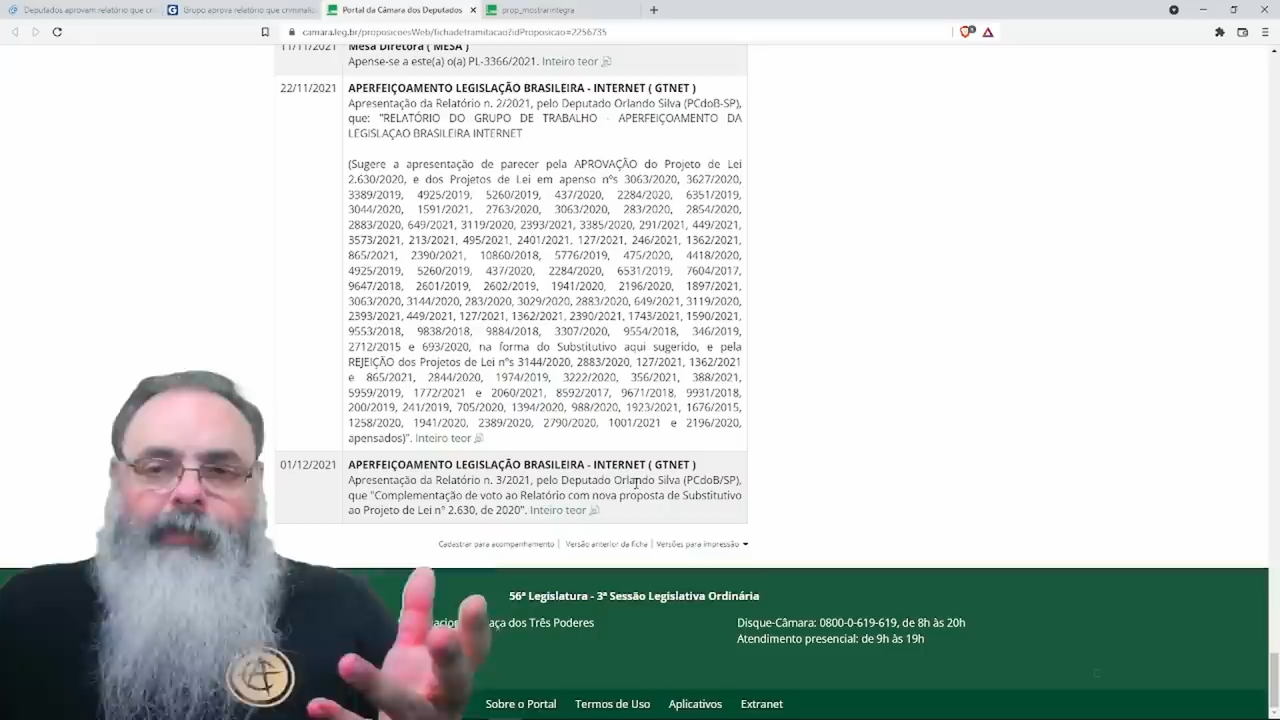 Deputados aprovam relatório que cri
Grupo aprova relatório que criminaliz
Portal da Câmara dos Deputados
prop_mostrarintegra
camara.leg.br/proposicoesWeb/fichadetramitacao?idProposicao=2256735
11/11/2021 Mesa Diretora ( MESA )
Apense-se a este(a) o(a) PL-3366/2021. Inteiro teor
22/11/2021 APERFEIÇOAMENTO LEGISLAÇÃO BRASILEIRA - INTERNET ( GTNET )
Apresentação da Relatório n. 2/2021, pelo Deputado Orlando Silva (PCdoB-SP),
que: "RELATÓRIO DO GRUPO DE TRABALHO - APERFEIÇOAMENTO DA
LEGISLAÇAO BRASILEIRA INTERNET
(Sugere a apresentação de parecer pela APROVAÇÃO do Projeto de Lei
2.630/2020, e dos Projetos de Lei em apenso nºs 3063/2020, 3627/2020,
3389/2019, 4925/2019, 5260/2019, 437/2020, 2284/2020, 6351/2019,
3044/2020, 1591/2021, 2763/2020, 3063/2020, 283/2020, 2854/2020,
2883/2020, 649/2021, 3119/2020, 2393/2021, 3385/2020, 291/2021, 449/2021,
3573/2021, 213/2021, 495/2021, 2401/2021, 127/2021, 246/2021, 1362/2021,
865/2021, 2390/2021, 10860/2018, 5776/2019, 475/2020, 4418/2020,
4925/2019, 5260/2019, 437/2020, 2284/2020, 6531/2019, 7604/2017,
9647/2018, 2601/2019, 2602/2019, 1941/2020, 2196/2020, 1897/2021,
3063/2020, 3144/2020, 283/2020, 3029/2020, 2883/2020, 649/2021, 3119/2020,
2393/2021, 449/2021, 127/2021, 1362/2021, 2390/2021, 1743/2021, 1590/2021,
9553/2018, 9838/2018, 9884/2018, 3307/2020, 9554/2018, 346/2019,
2712/2015 e 693/2020, na forma do Substitutivo aqui sugerido, e pela
REJEIÇÃO dos Projetos de Lei nºs 3144/2020, 2883/2020, 127/2021, 1362/2021
e 865/2021, 2844/2020, 1974/2019, 3222/2020, 356/2021, 388/2021,
5959/2019, 1772/2021 e 2060/2021, 8592/2017, 9671/2018, 9931/2018,
200/2019, 241/2019, 705/2020, 1394/2020, 988/2020, 1923/2021, 1676/2015,
1258/2020, 1941/2020, 2389/2020, 2790/2020, 1001/2021 e 2196/2020,
apensados)". Inteiro teor
01/12/2021 APERFEIÇOAMENTO LEGISLAÇÃO BRASILEIRA - INTERNET ( GTNET )
Apresentação da Relatório n. 3/2021, pelo Deputado Orlando Silva (PCdoB/SP),
que "Complementação de voto ao Relatório com nova proposta de Substitutivo
ao Projeto de Lei nº 2.630, de 2020". Inteiro teor
Cadastrar para acompanhamento | Versão anterior da ficha | Versões para impressão
56ª Legislatura - 3ª Sessão Legislativa Ordinária
aça dos Três Poderes
Disque-Câmara: 0800-0-619-619, de 8h às 20h
Atendimento presencial: de 9h às 19h
Sobre o Portal Termos de Uso Aplicativos Extranet